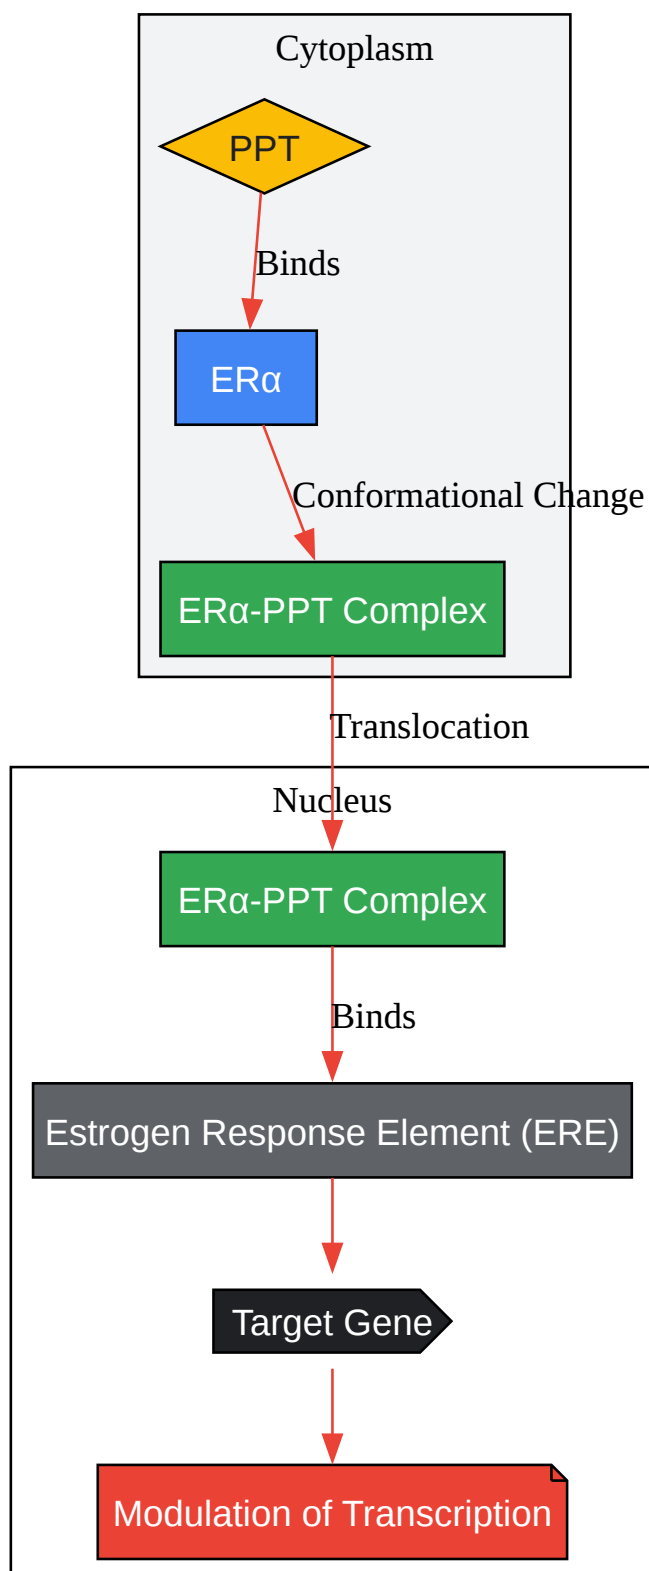 Cytoplasm
PPT
Binds
ERα
Conformational Change
ERα-PPT Complex
Translocation
Nucleus
ERα-PPT Complex
Binds
Estrogen Response Element (ERE)
Target Gene
Modulation of Transcription